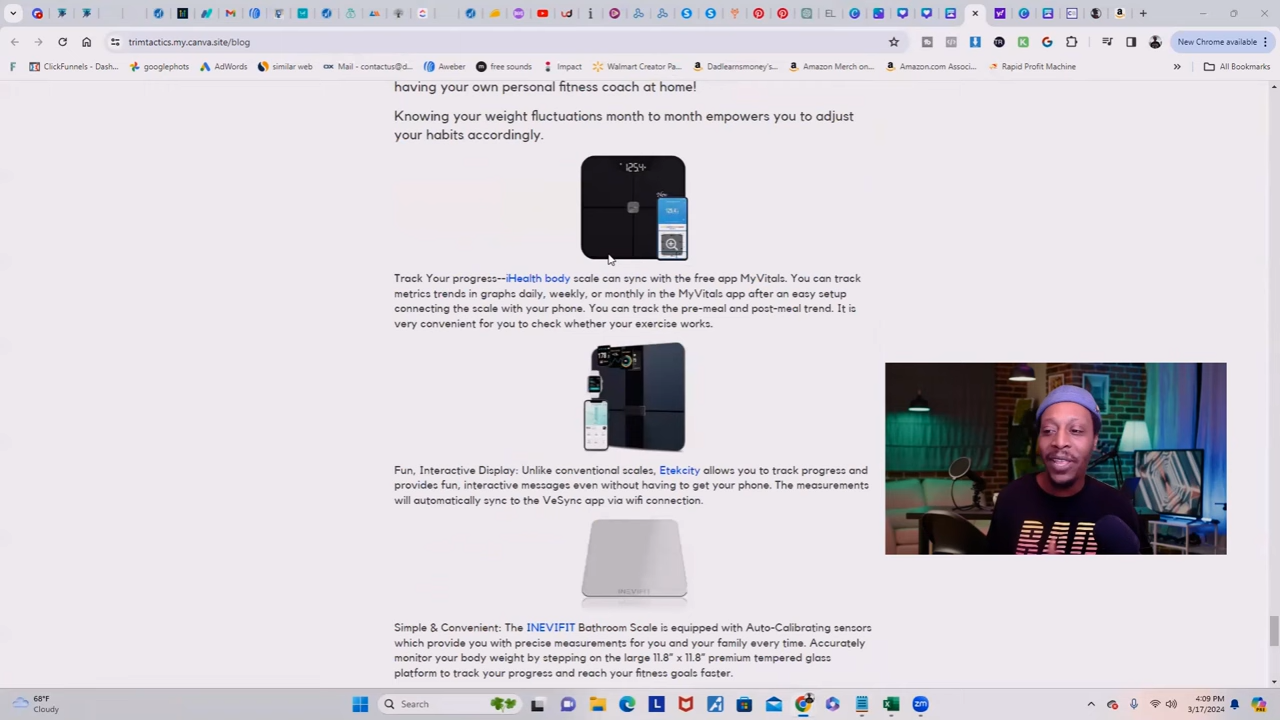 timtactics.my.canva.site/blog
New Chrome available
ClickFunnels - Dash...
googlephots
AdWords
similar web
Mail - contactus@d...
Aweber
free sounds
Impact
Walmart Creator Pa...
Dadlearnsmoney's...
Amazon Merch on...
Amazon.com Associ...
Rapid Profit Machine
»
All Bookmarks
having your own personal fitness coach at home!
Knowing your weight fluctuations month to month empowers you to adjust
your habits accordingly.
125.4
Track Your progress--iHealth body scale can sync with the free app MyVitals. You can track
metrics trends in graphs daily, weekly, or monthly in the MyVitals app after an easy setup
connecting the scale with your phone. You can track the pre-meal and post-meal trend. It is
very convenient for you to check whether your exercise works.
Fun, Interactive Display: Unlike conventional scales, Etekcity allows you to track progress and
provides fun, interactive messages even without having to get your phone. The measurements
will automatically sync to the VeSync app via wifi connection.
INEVIFIT
Simple & Convenient: The INEVIFIT Bathroom Scale is equipped with Auto-Calibrating sensors
which provide you with precise measurements for you and your family every time. Accurately
monitor your body weight by stepping on the large 11.8" x 11.8" premium tempered glass
platform to track your progress and reach your fitness goals faster.
68°F
Cloudy
Search
4:09 PM
3/17/2024